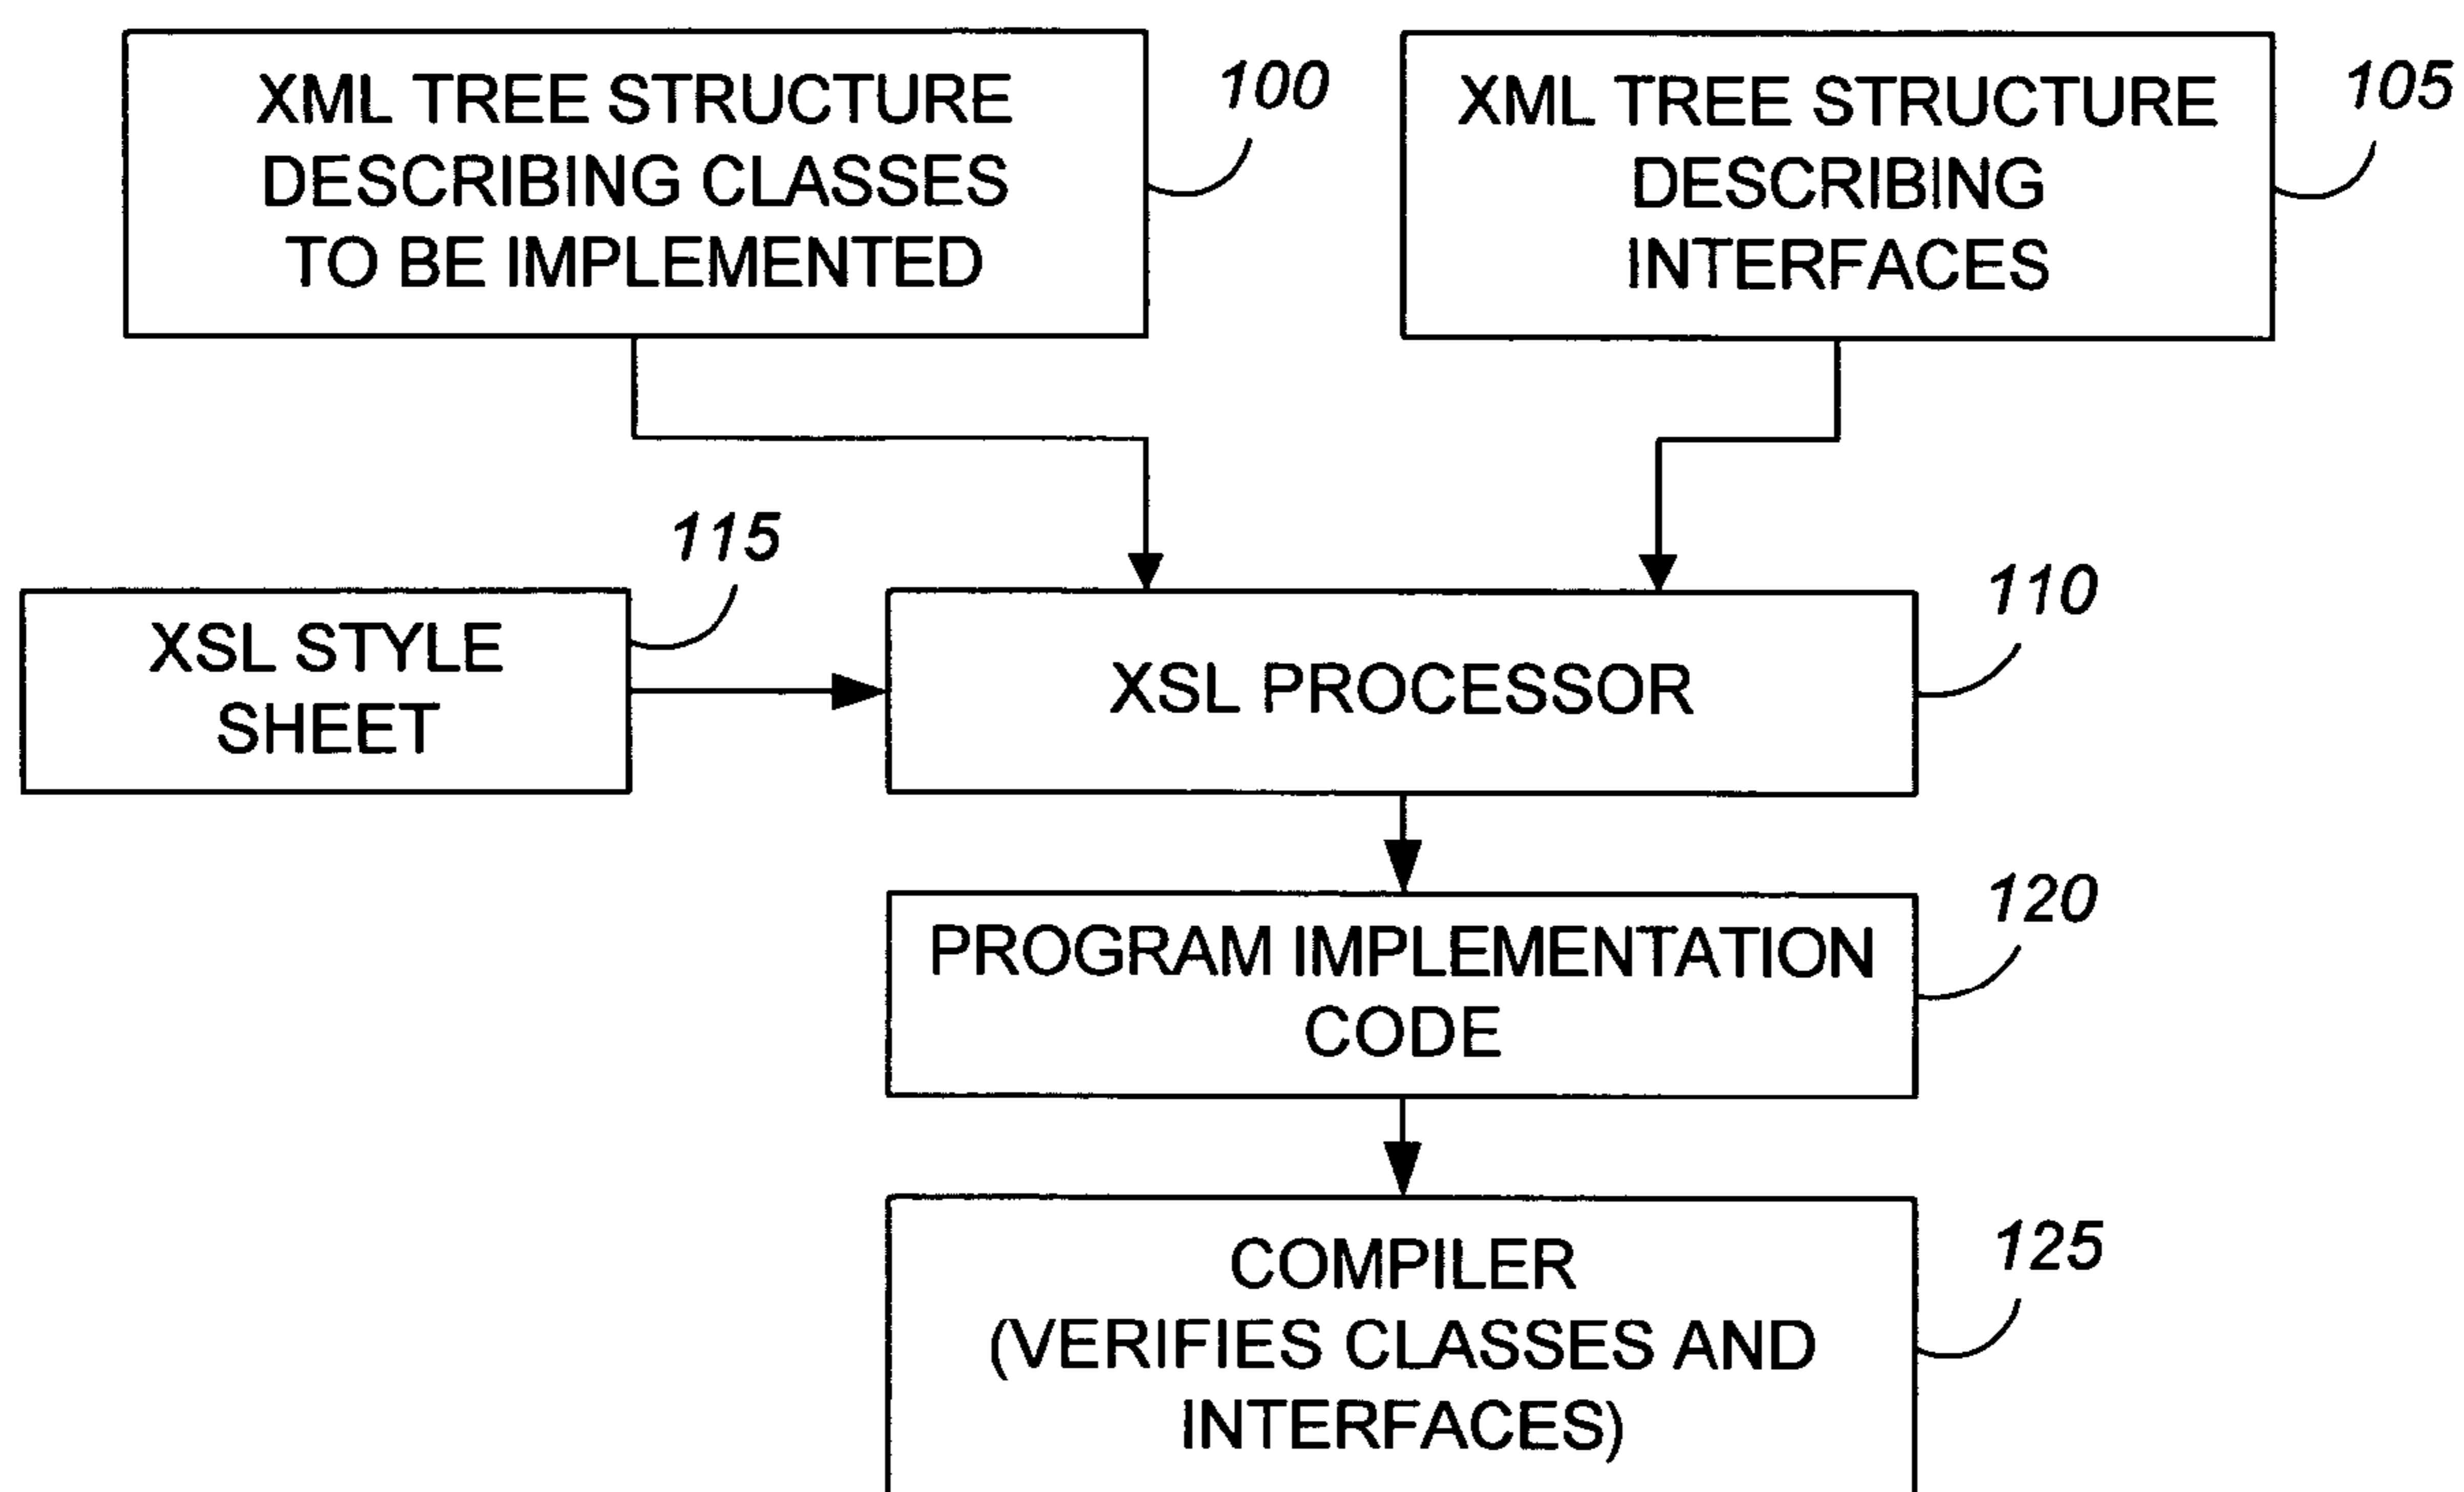 XML TREE STRUCTURE
DESCRIBING CLASSES
TO BE IMPLEMENTED
100
XML TREE STRUCTURE
DESCRIBING
INTERFACES
105
XSL STYLE
SHEET
115
XSL PROCESSOR
110
PROGRAM IMPLEMENTATION
CODE
120
COMPILER
(VERIFIES CLASSES AND
INTERFACES)
125